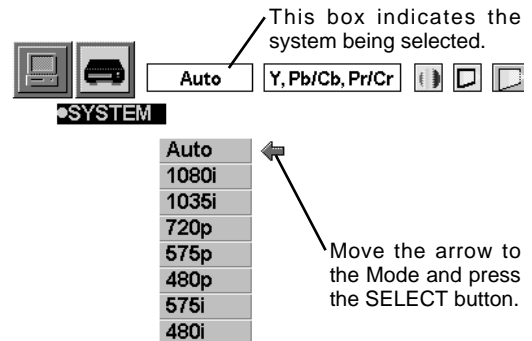 This box indicates the
system being selected.
Auto
Y, Pb/Cb, Pr/Cr
●SYSTEM
Auto
1080i
1035i
720p
575p
480p
575i
480i
Move the arrow to
the Mode and press
the SELECT button.